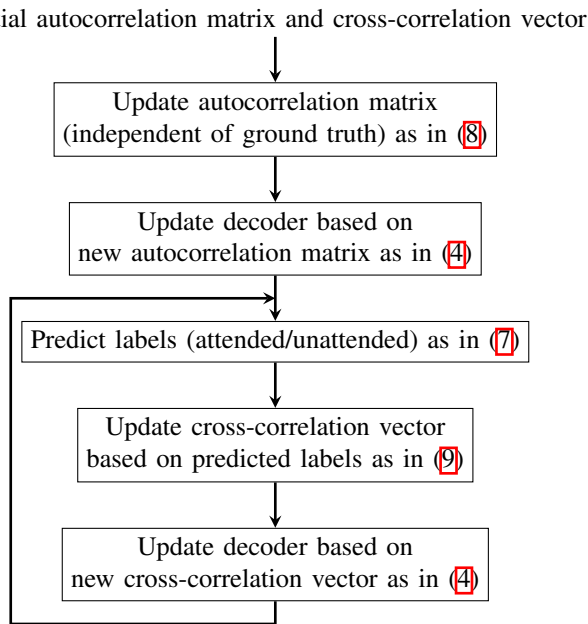 ial autocorrelation matrix and cross-correlation vector
Update autocorrelation matrix
(independent of ground truth) as in (8)
Update decoder based on
new autocorrelation matrix as in (4)
Predict labels (attended/unattended) as in (7)
Update cross-correlation vector
based on predicted labels as in (9)
Update decoder based on
new cross-correlation vector as in (4)